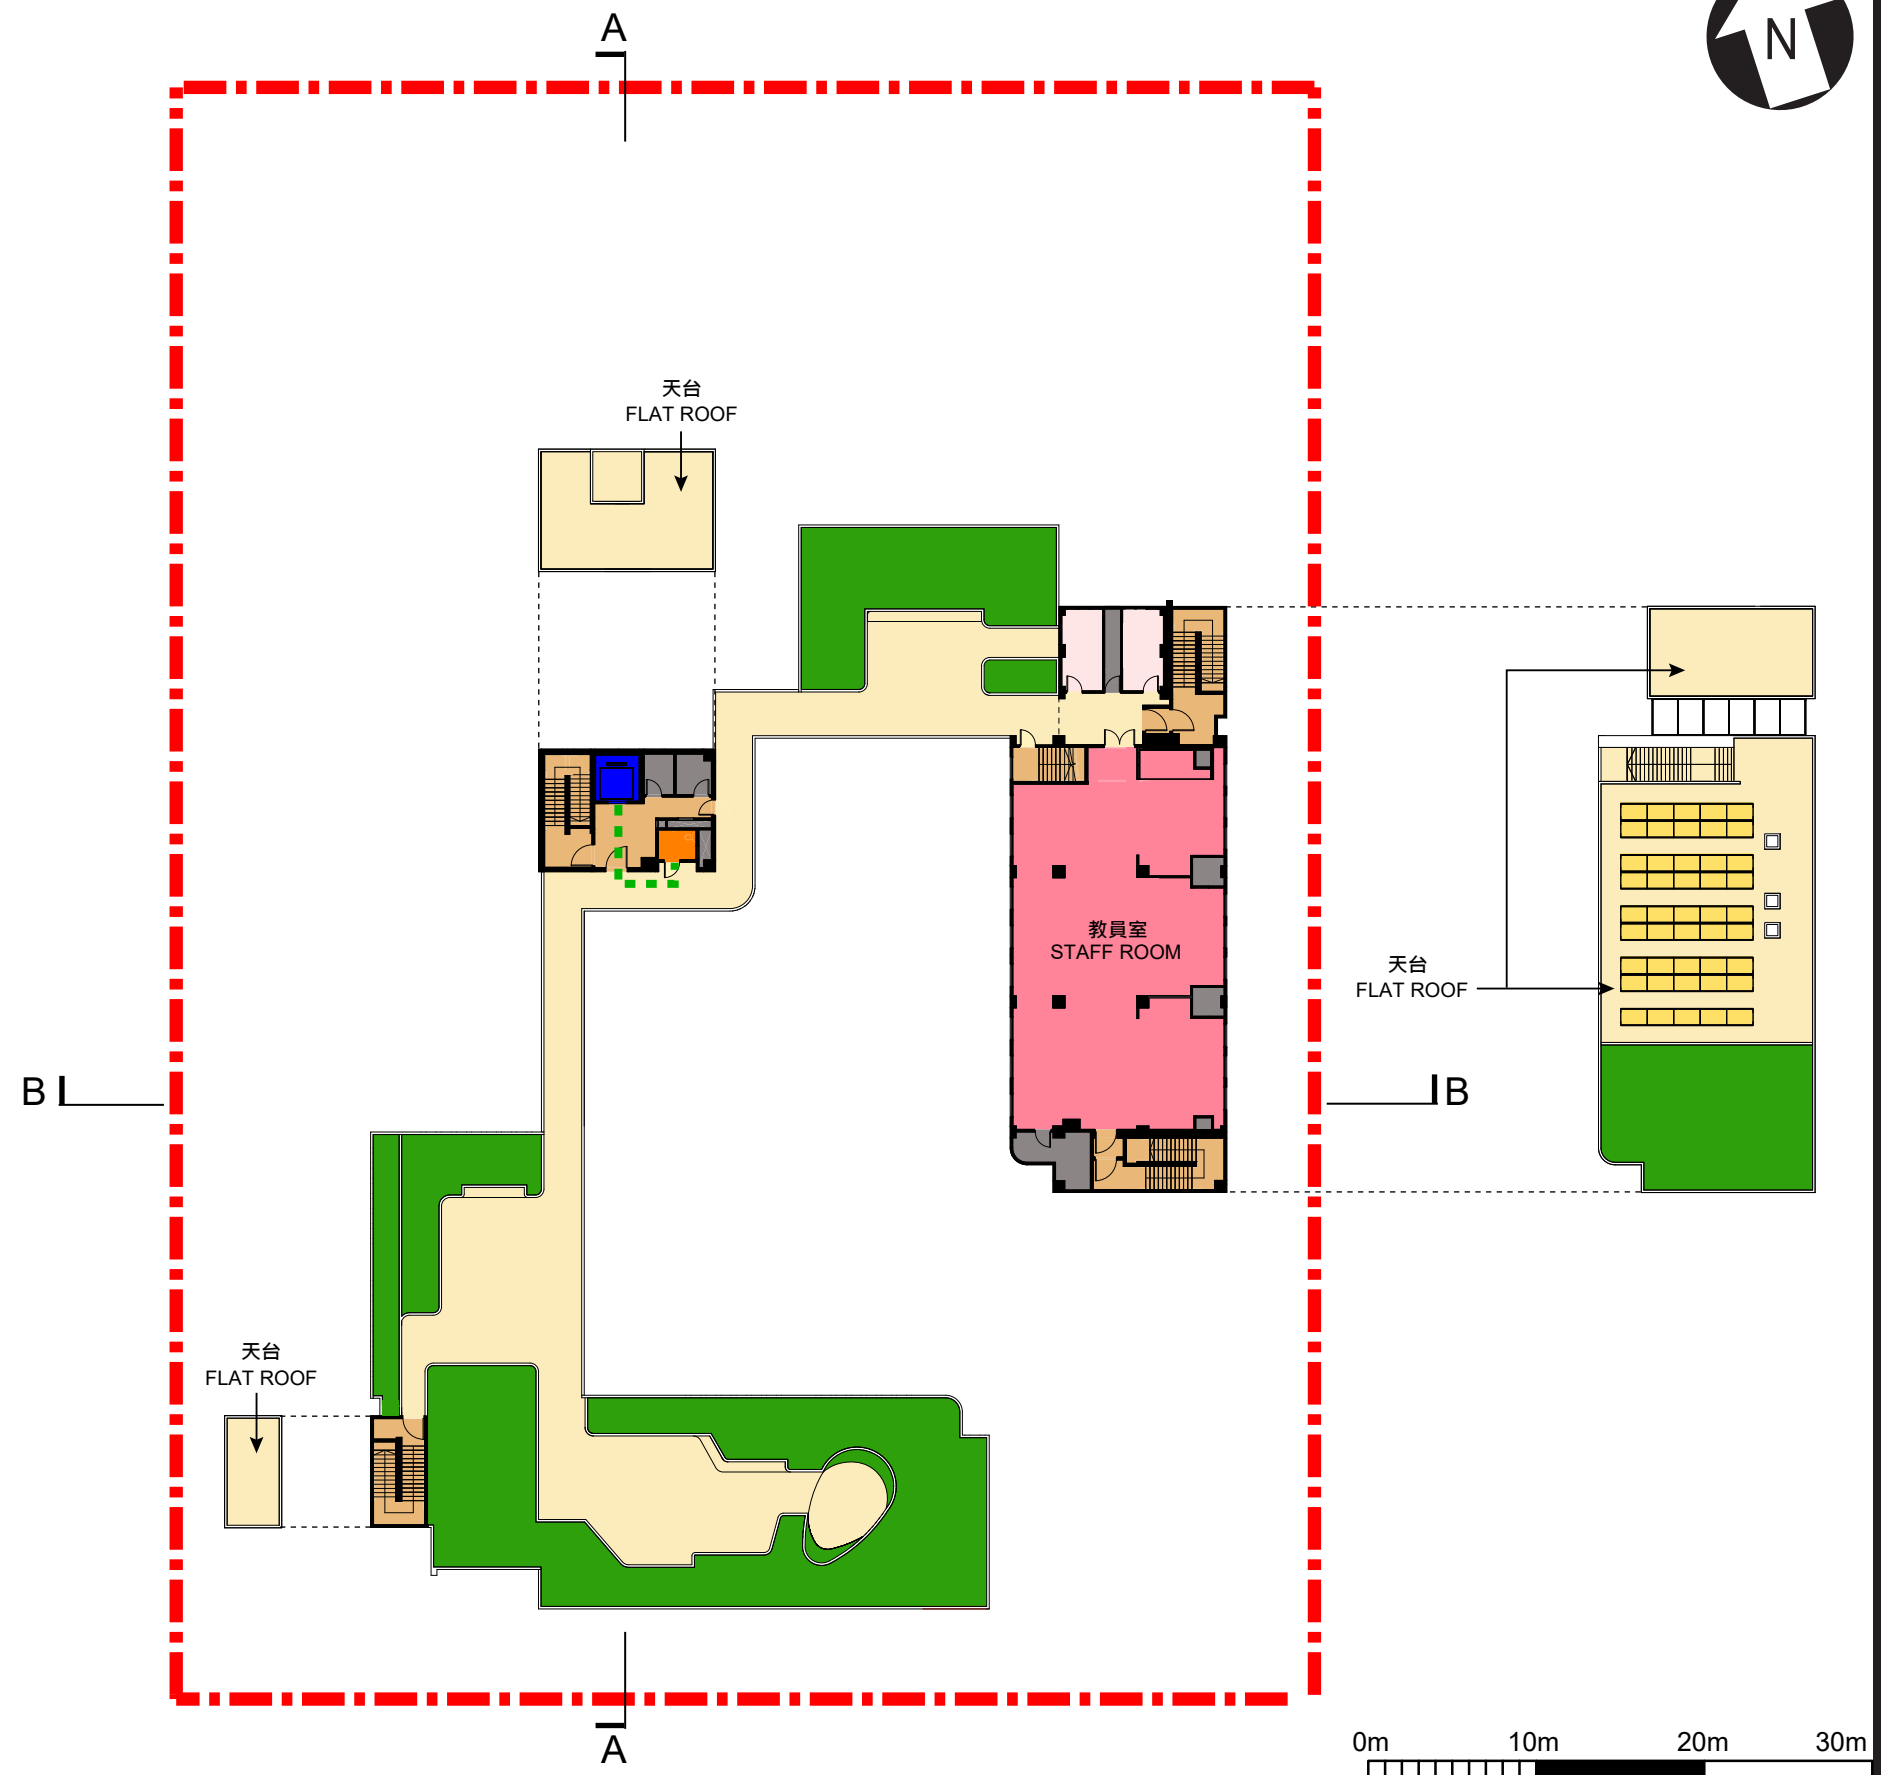 A
N
天台
FLAT ROOF
教員室
STAFF ROOM
天台
FLAT ROOF
B
B
天台
FLAT ROOF
A
0m 10m 20m 30m